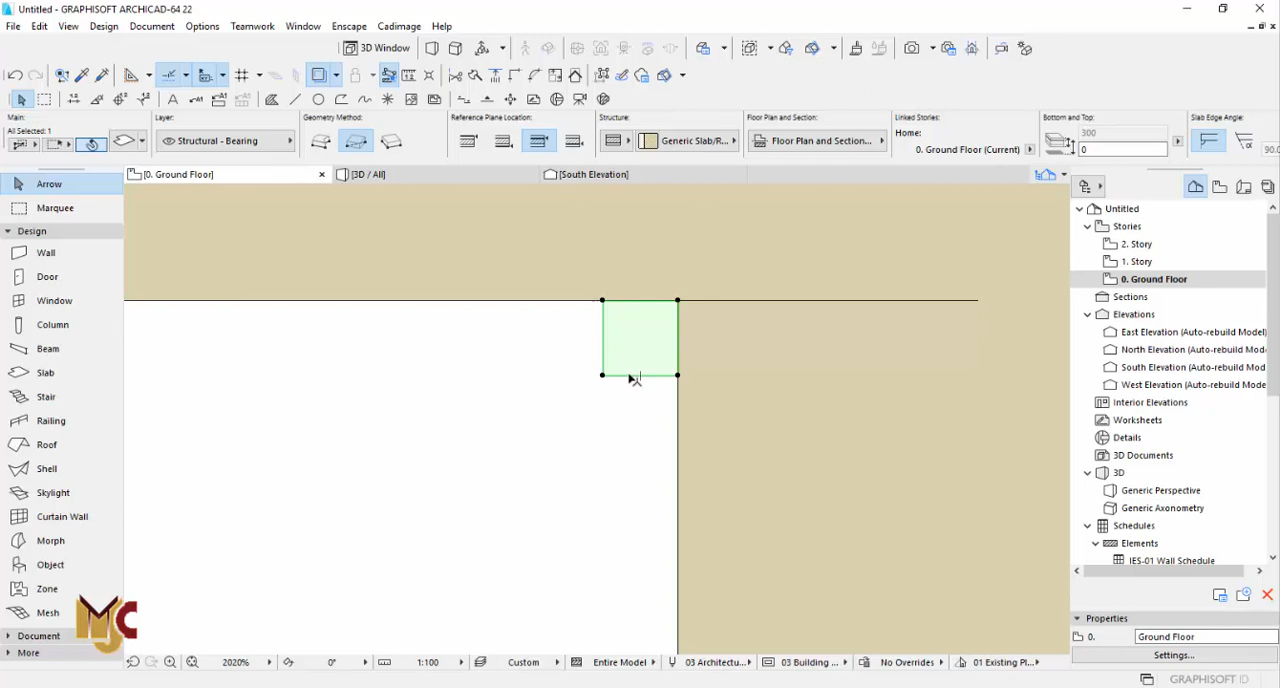 Untitled - GRAPHISOFT ARCHICAD-64 22
File Edit View Design Document Options Teamwork Window Enscape Cadimage Help
3D Window
Main:
All Selected: 1
Layer:
Structural - Bearing
Geometry Method:
Reference Plane Location:
Structure:
Generic Slab/R...
Floor Plan and Section:
Floor Plan and Section...
Linked Stories:
Home:
0. Ground Floor (Current)
Bottom and Top:
300
0
Slab Edge Angle:
90.0
[0. Ground Floor]
[3D / All]
[South Elevation]
Arrow
Marquee
Design
Wall
Door
Window
Column
Beam
Slab
Stair
Railing
Roof
Shell
Skylight
Curtain Wall
Morph
Object
Zone
Mesh
Document
More
MJC
Untitled
Stories
2. Story
1. Story
0. Ground Floor
Sections
Elevations
East Elevation (Auto-rebuild Model)
North Elevation (Auto-rebuild Mode
South Elevation (Auto-rebuild Mod
West Elevation (Auto-rebuild Mode
Interior Elevations
Worksheets
Details
3D Documents
3D
Generic Perspective
Generic Axonometry
Schedules
Elements
IES-01 Wall Schedule
Properties
0.
Ground Floor
Settings...
2020%
0°
1:100
Custom
Entire Model
03 Architectu...
03 Building ...
No Overrides
01 Existing Pl...
GRAPHISOFT ID